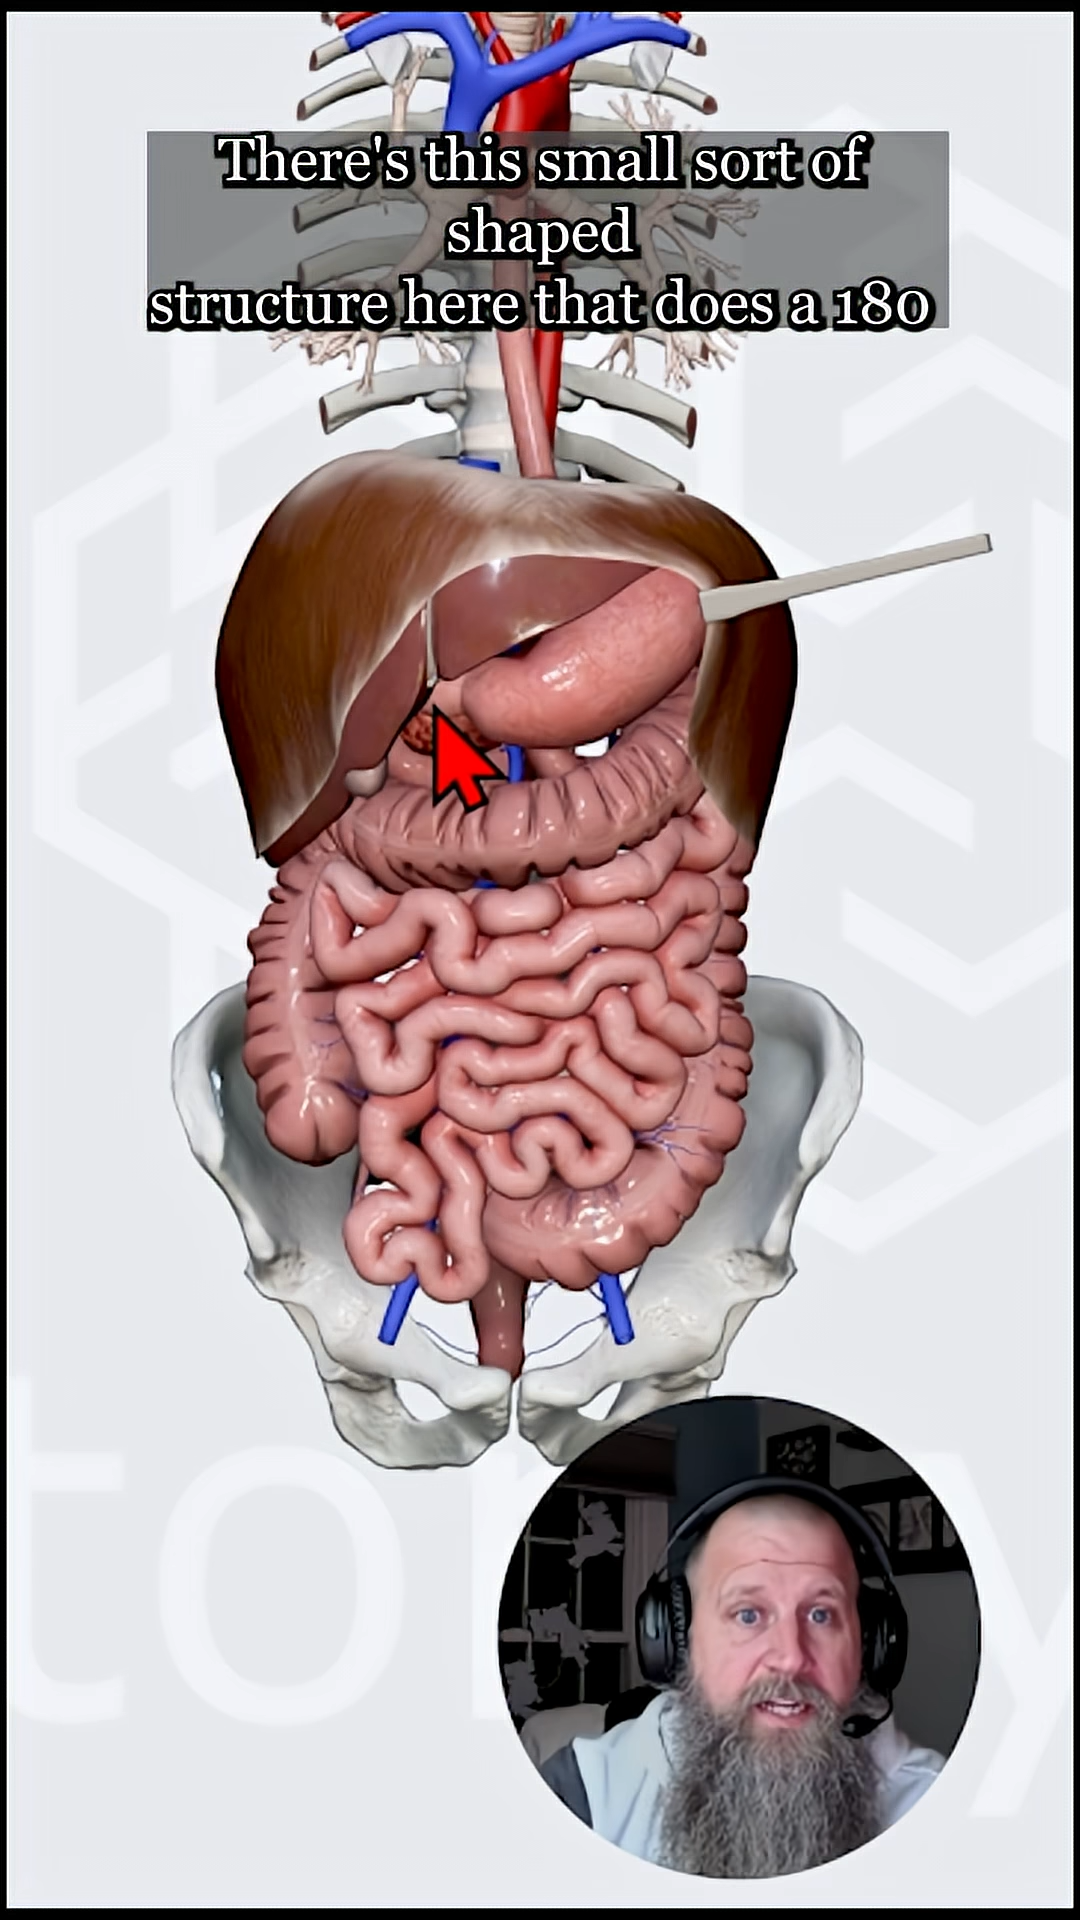 There's this small sort of
shaped
structure here that does a 180